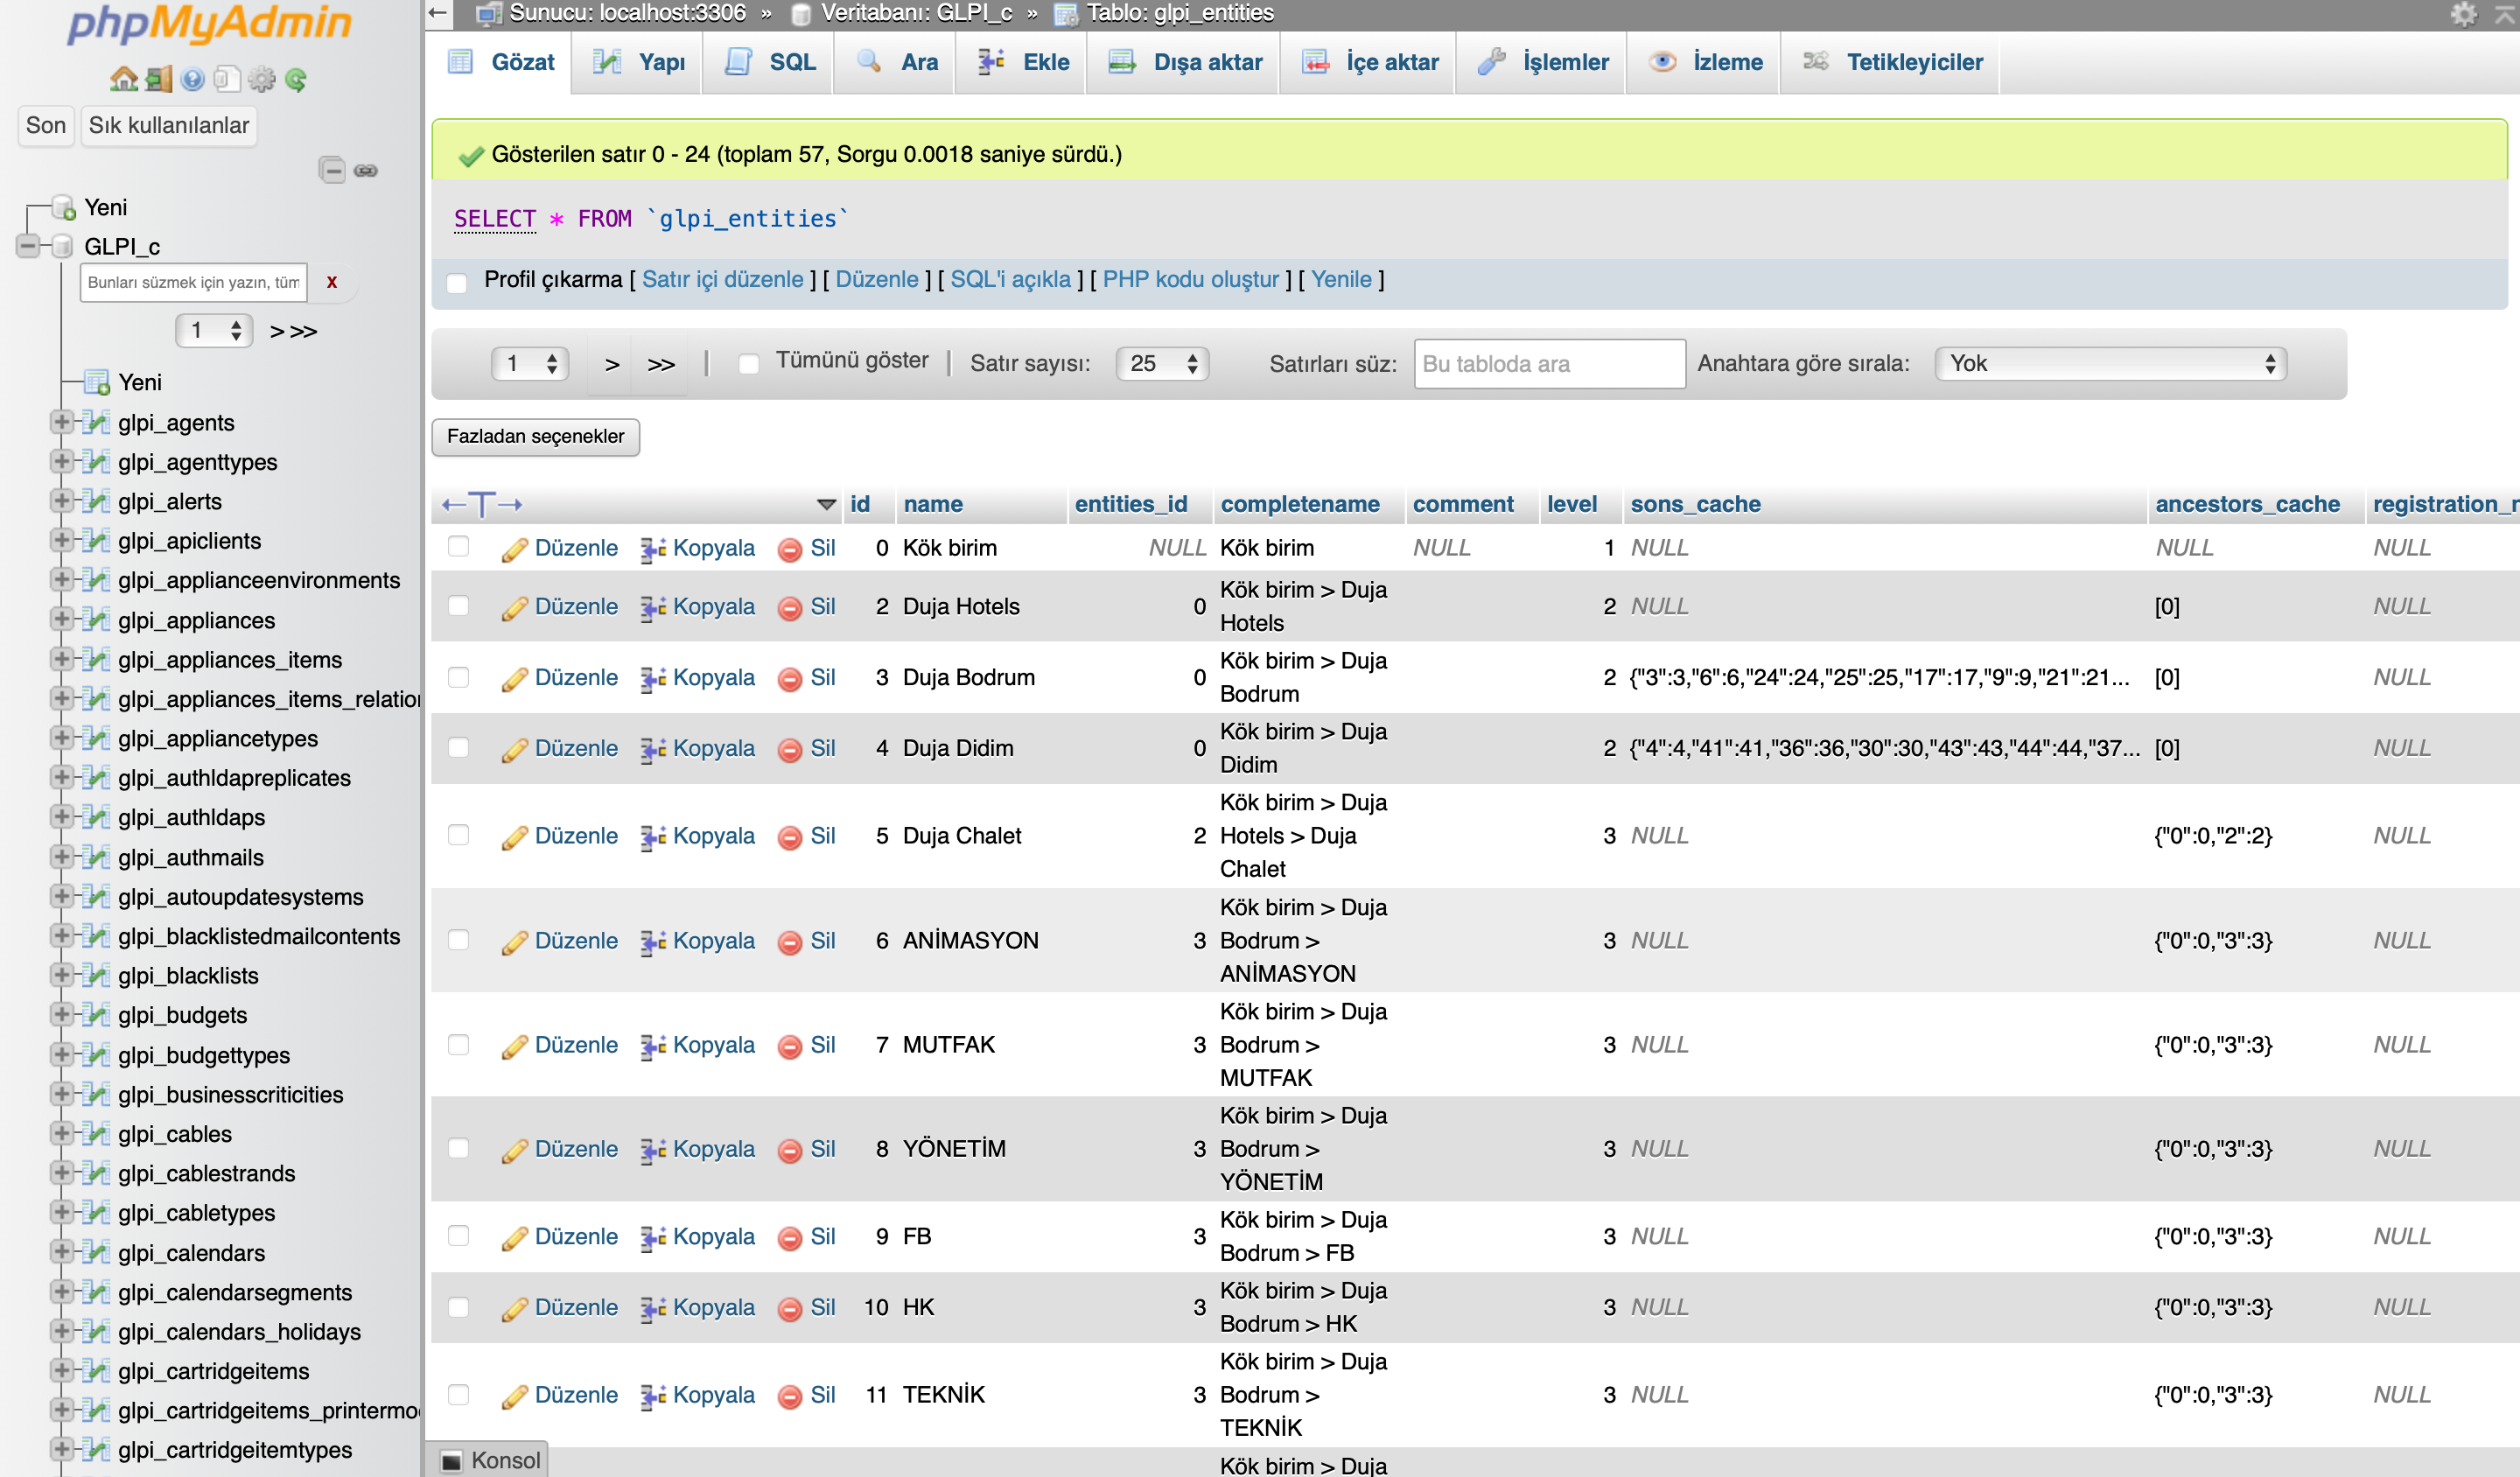 phpMyAdmin
Son
Sık kullanılanlar
Yeni
GLPI_c
Bunları süzmek için yazın, tüm
x
1
> >>
Yeni
glpi_agents
glpi_agenttypes
glpi_alerts
glpi_apiclients
glpi_applianceenvironments
glpi_appliances
glpi_appliances_items
glpi_appliances_items_relation
glpi_appliancetypes
glpi_authldapreplicates
glpi_authldaps
glpi_authmails
glpi_autoupdatesystems
glpi_blacklistedmailcontents
glpi_blacklists
glpi_budgets
glpi_budgettypes
glpi_businesscriticities
glpi_cables
glpi_cablestrands
glpi_cabletypes
glpi_calendars
glpi_calendarsegments
glpi_calendars_holidays
glpi_cartridgeitems
glpi_cartridgeitems_printermo
glpi_cartridgeitemtypes
Sunucu: localhost:3306 » Veritabanı: GLPI_c » Tablo: glpi_entities
Gözat Yapı SQL Ara Ekle Dışa aktar İçe aktar İşlemler İzleme Tetikleyiciler
Gösterilen satır 0 - 24 (toplam 57, Sorgu 0.0018 saniye sürdü.)
SELECT * FROM `glpi_entities`
Profil çıkarma [ Satır içi düzenle ] [ Düzenle ] [ SQL'i açıkla ] [ PHP kodu oluştur ] [ Yenile ]
1 > >> | Tümünü göster | Satır sayısı: 25 Satırları süz: Bu tabloda ara Anahtara göre sırala: Yok
Fazladan seçenekler
←T→ id name entities_id completename comment level sons_cache ancestors_cache registration_n
Düzenle Kopyala Sil 0 Kök birim NULL Kök birim NULL 1 NULL NULL NULL
Düzenle Kopyala Sil 2 Duja Hotels 0 Kök birim > Duja
Hotels 2 NULL [0] NULL
Düzenle Kopyala Sil 3 Duja Bodrum 0 Kök birim > Duja
Bodrum 2 {"3":3,"6":6,"24":24,"25":25,"17":17,"9":9,"21":21... [0] NULL
Düzenle Kopyala Sil 4 Duja Didim 0 Kök birim > Duja
Didim 2 {"4":4,"41":41,"36":36,"30":30,"43":43,"44":44,"37... [0] NULL
Düzenle Kopyala Sil 5 Duja Chalet 2 Kök birim > Duja
Hotels > Duja
Chalet 3 NULL {"0":0,"2":2} NULL
Düzenle Kopyala Sil 6 ANİMASYON 3 Kök birim > Duja
Bodrum >
ANİMASYON 3 NULL {"0":0,"3":3} NULL
Düzenle Kopyala Sil 7 MUTFAK 3 Kök birim > Duja
Bodrum >
MUTFAK 3 NULL {"0":0,"3":3} NULL
Düzenle Kopyala Sil 8 YÖNETİM 3 Kök birim > Duja
Bodrum >
YÖNETİM 3 NULL {"0":0,"3":3} NULL
Düzenle Kopyala Sil 9 FB 3 Kök birim > Duja
Bodrum > FB 3 NULL {"0":0,"3":3} NULL
Düzenle Kopyala Sil 10 HK 3 Kök birim > Duja
Bodrum > HK 3 NULL {"0":0,"3":3} NULL
Düzenle Kopyala Sil 11 TEKNİK 3 Kök birim > Duja
Bodrum >
TEKNİK 3 NULL {"0":0,"3":3} NULL
Kök birim > Duja
Konsol